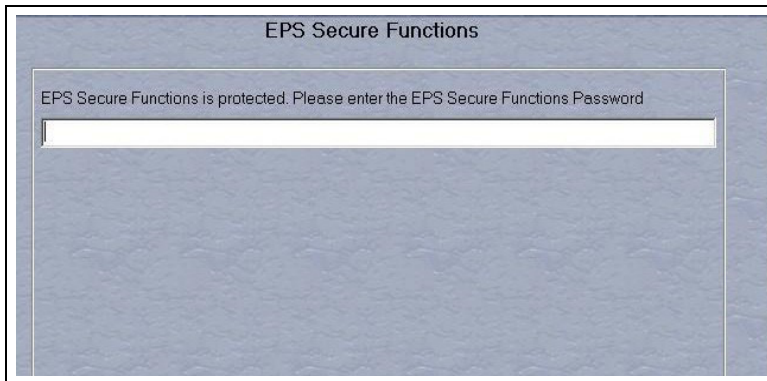 EPS Secure Functions
EPS Secure Functions is protected. Please enter the EPS Secure Functions Password